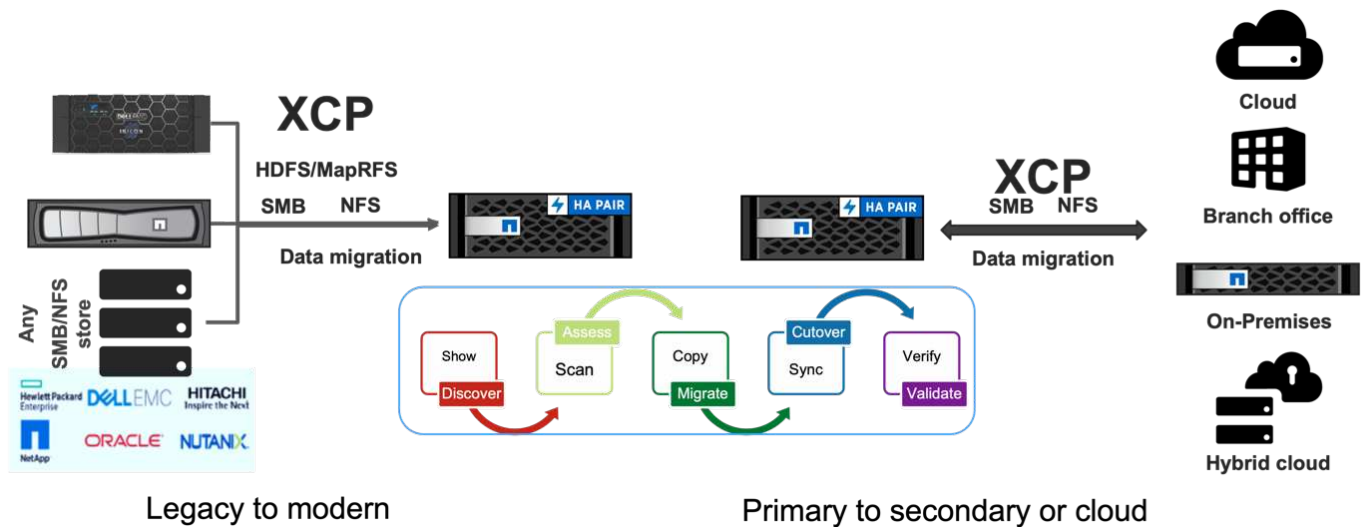 XCP
HDFS/MapRFS
SMB NFS
Data migration
HA PAIR
Any
SMB/NFS
store
Hewlett Packard
Enterprise
DELLEMC
HITACHI
Inspire the Next
NetApp
ORACLE
NUTANIX
Legacy to modern
HA PAIR
XCP
SMB NFS
Data migration
Cloud
Branch office
On-Premises
Hybrid cloud
Show
Discover
Assess
Scan
Copy
Migrate
Cutover
Sync
Verify
Validate
Primary to secondary or cloud